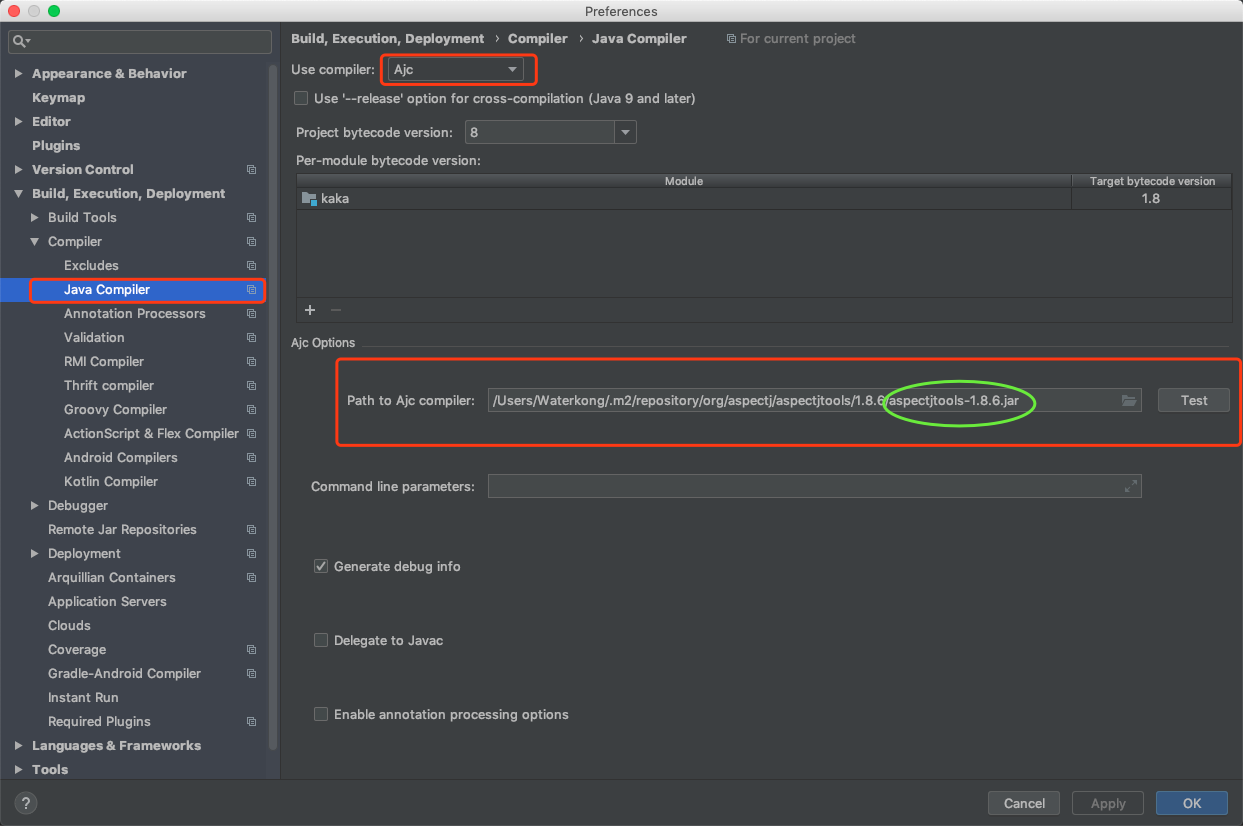 Preferences
Appearance & Behavior
Keymap
Editor
Plugins
Version Control
Build, Execution, Deployment
Build Tools
Compiler
Excludes
Java Compiler
Annotation Processors
Validation
RMI Compiler
Thrift compiler
Groovy Compiler
ActionScript & Flex Compiler
Android Compilers
Kotlin Compiler
Debugger
Remote Jar Repositories
Deployment
Arquillian Containers
Application Servers
Clouds
Coverage
Gradle-Android Compiler
Instant Run
Required Plugins
Languages & Frameworks
Tools
Build, Execution, Deployment › Compiler › Java Compiler For current project
Use compiler: Ajc
Use '--release' option for cross-compilation (Java 9 and later)
Project bytecode version: 8
Per-module bytecode version:
Module Target bytecode version
kaka 1.8
+ −
Ajc Options
Path to Ajc compiler: /Users/Waterkong/.m2/repository/org/aspectj/aspectjtools/1.8.6/aspectjtools-1.8.6.jar Test
Command line parameters:
Generate debug info
Delegate to Javac
Enable annotation processing options
? Cancel Apply OK